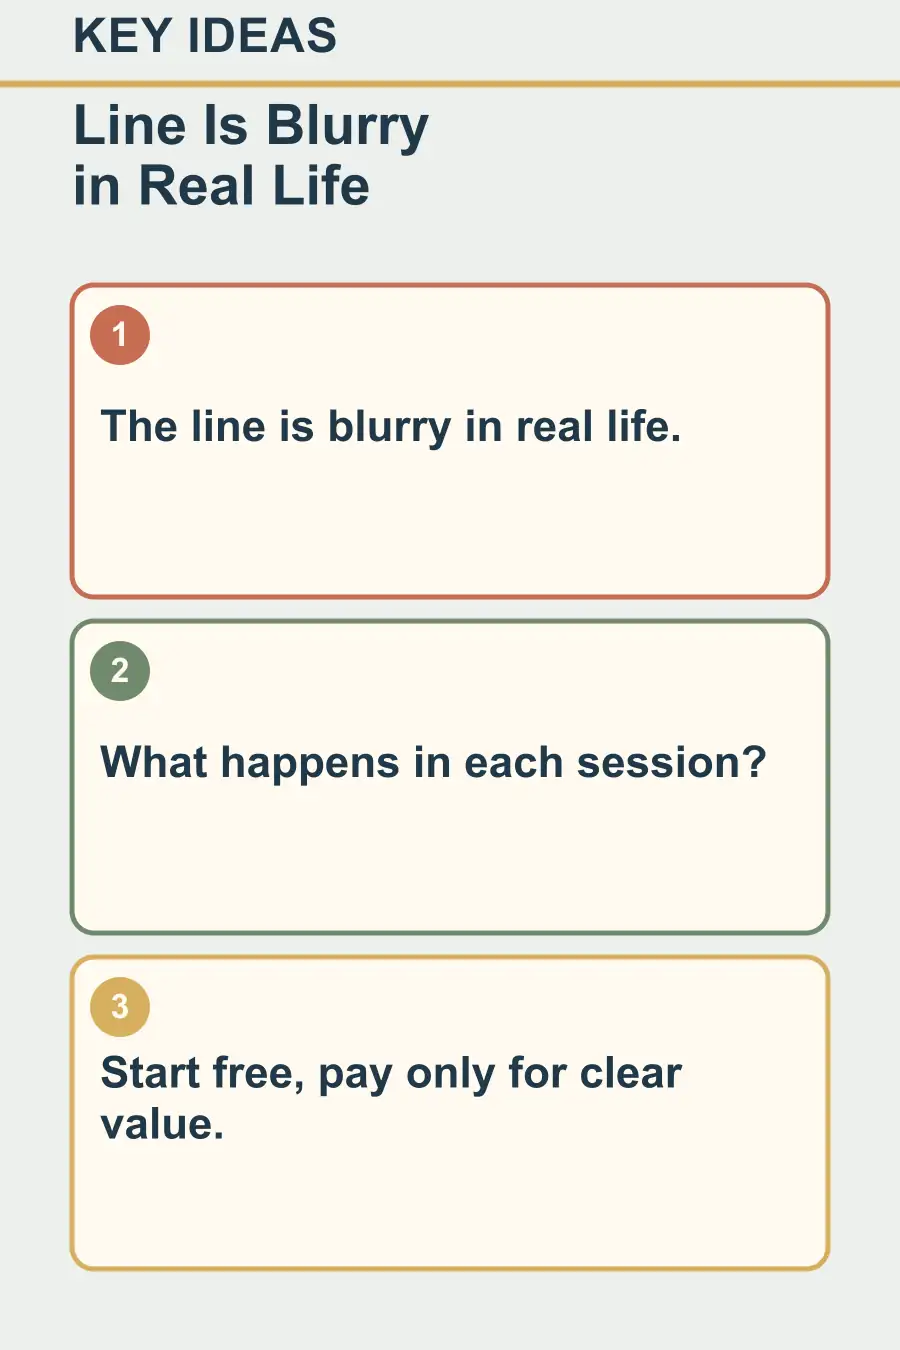 KEY IDEAS
Line Is Blurry
in Real Life
1
The line is blurry in real life.
2
What happens in each session?
3
Start free, pay only for clear
value.